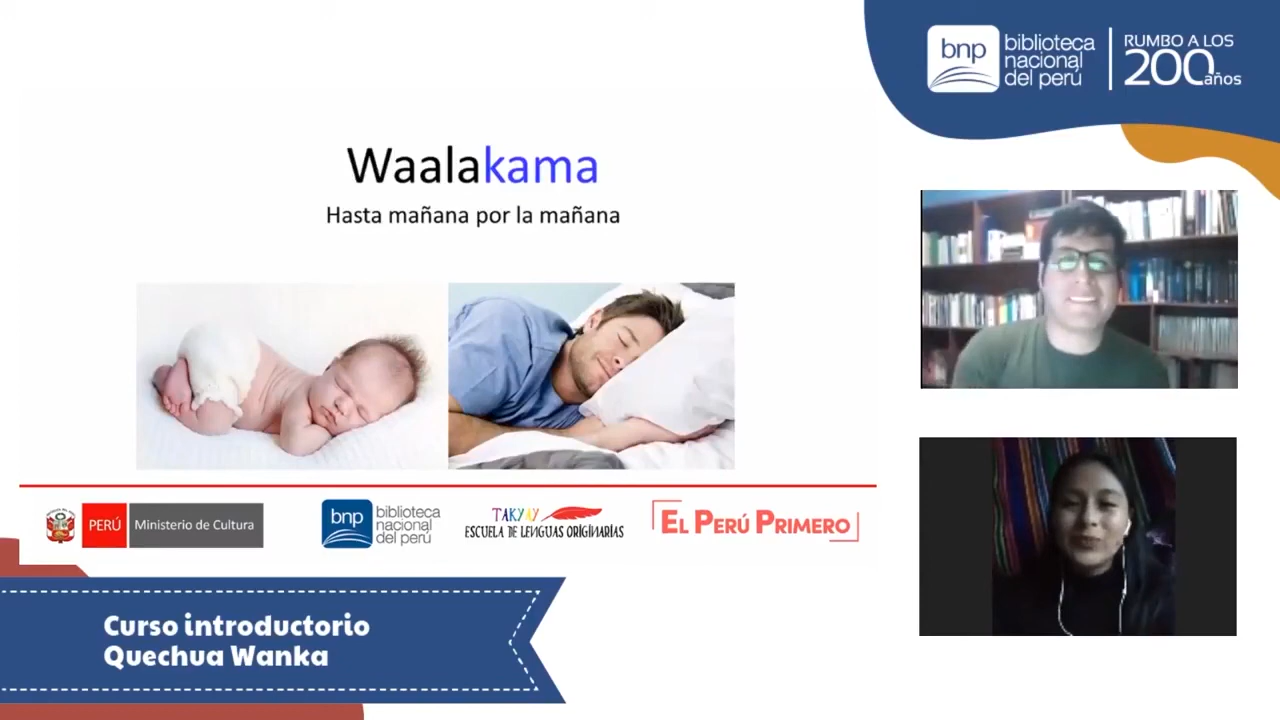 bnp
biblioteca
nacional
del perú
RUMBO A LOS
200 años
Waalakama
Hasta mañana por la mañana
PERÚ
Ministerio de Cultura
bnp
biblioteca
nacional
del perú
TAKYAY
ESCUELA DE LENGUAS ORIGINARIAS
EL PERÚ PRIMERO
Curso introductorio
Quechua Wanka